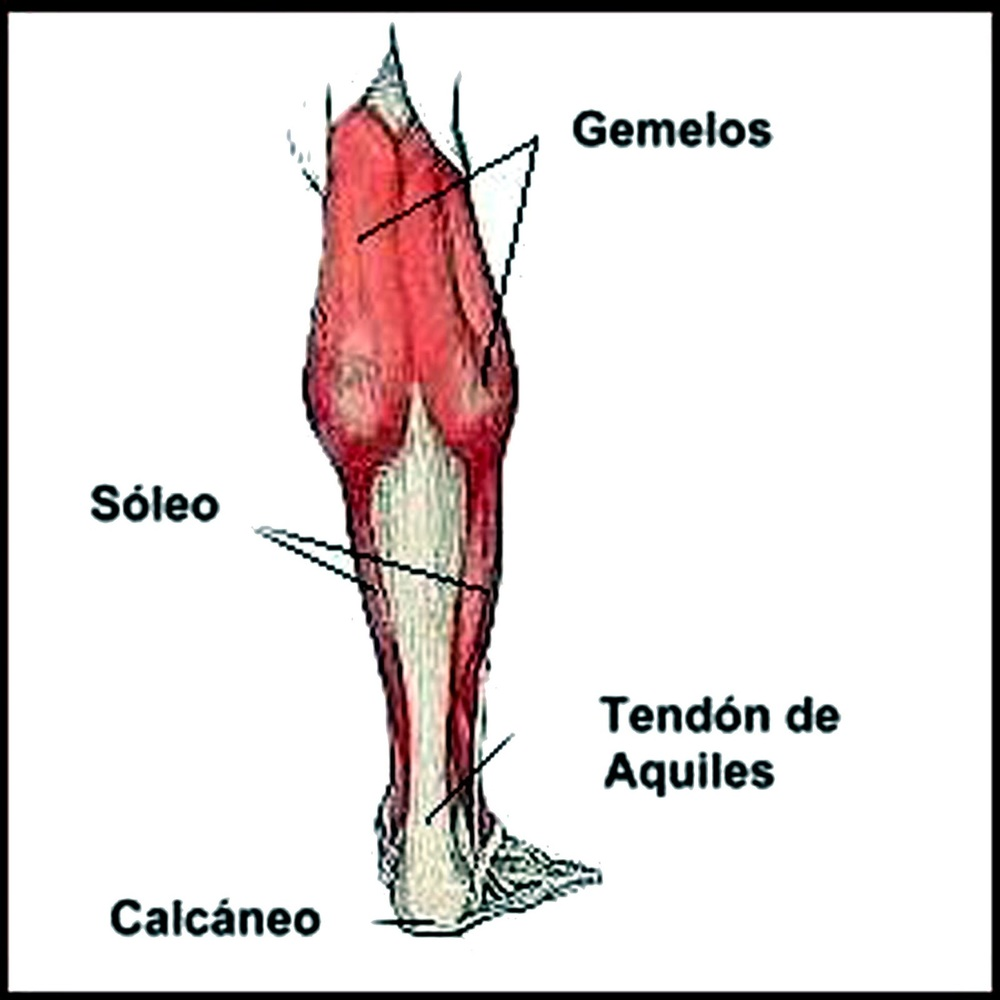 Gemelos
Sóleo
Tendón de
Aquiles
Calcáneo